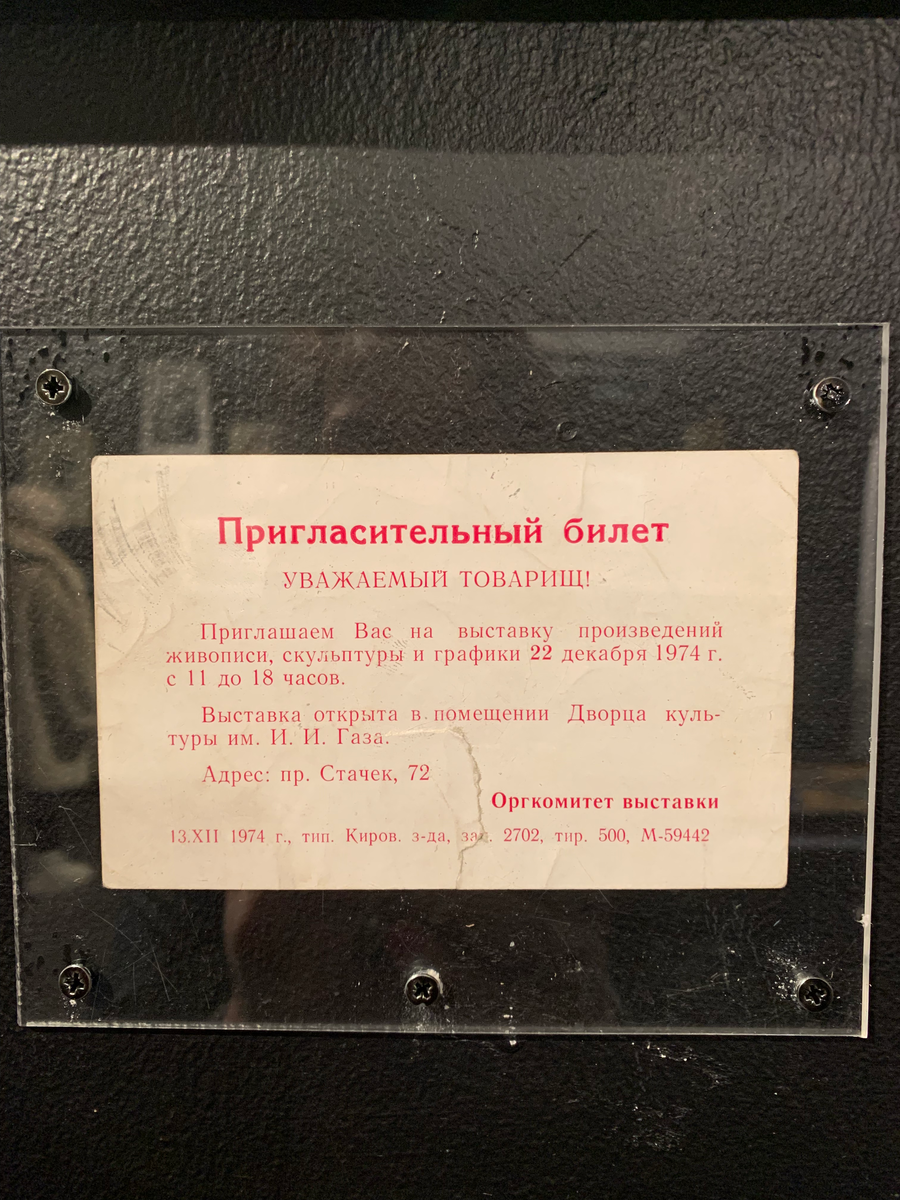 Пригласительный билет
УВАЖАЕМЫЙ ТОВАРИЩ!
Приглашаем Вас на выставку произведений
живописи, скульптуры и графики 22 декабря 1974 г.
с 11 до 18 часов.
Выставка открыта в помещении Дворца куль-
туры им. И. И. Газа.
Адрес: пр. Стачек, 72
Оргкомитет выставки
13.XII 1974 г., тип. Киров. з-да, зак. 2702, тир. 500, М-59442